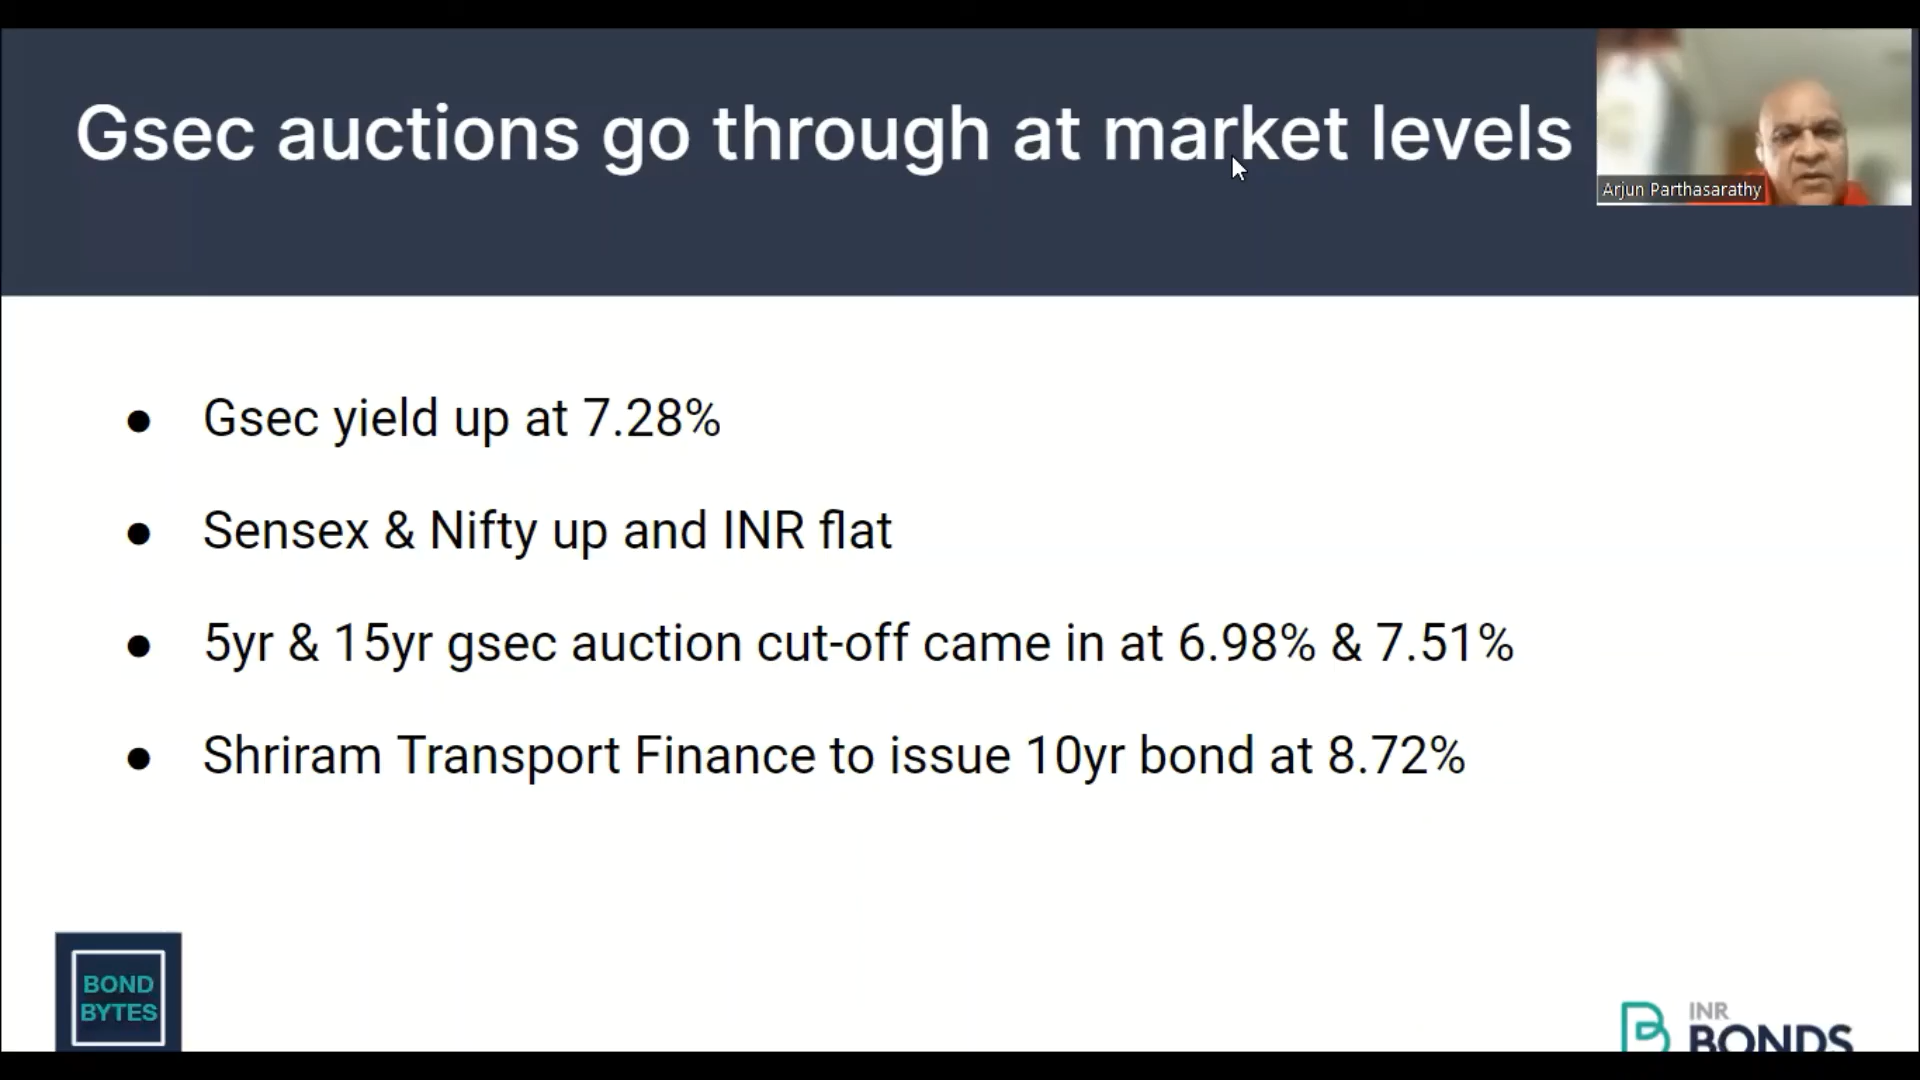 Gsec auctions go through at market levels
Arjun Parthasarathy
● Gsec yield up at 7.28%
● Sensex & Nifty up and INR flat
● 5yr & 15yr gsec auction cut-off came in at 6.98% & 7.51%
● Shriram Transport Finance to issue 10yr bond at 8.72%
BOND
BYTES
INR
BONDS